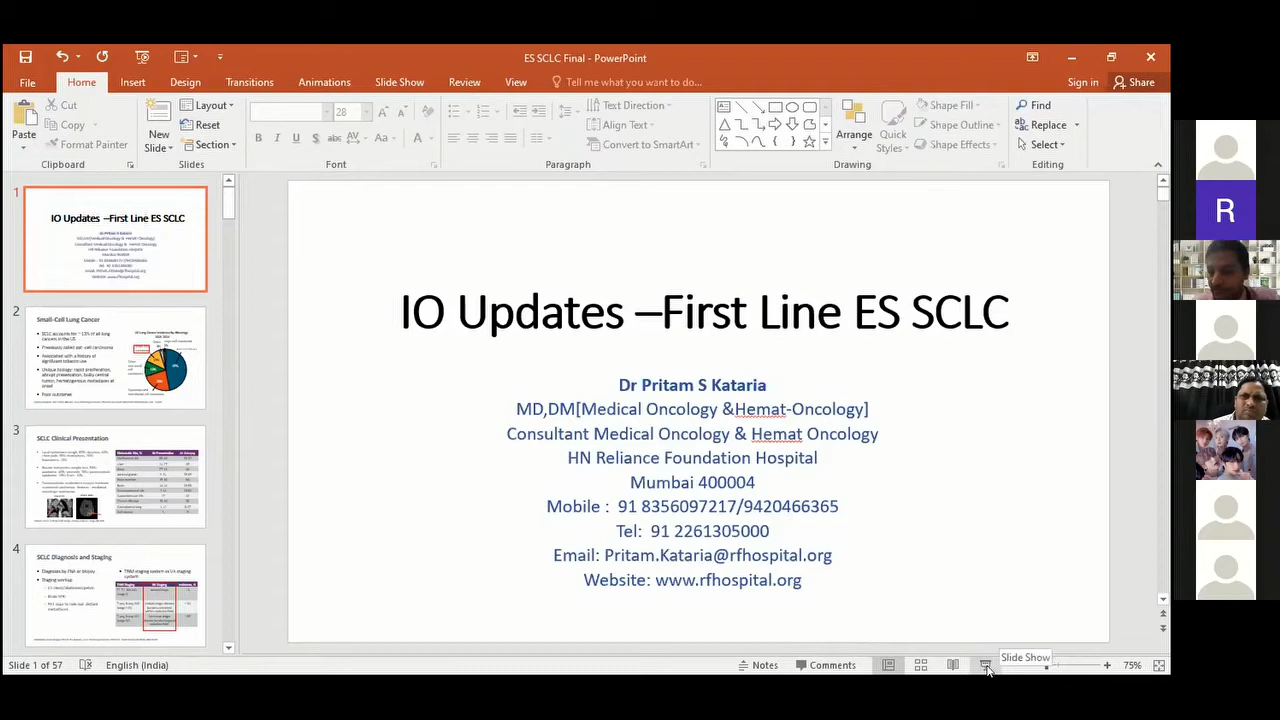 ES SCLC Final - PowerPoint
File Home Insert Design Transitions Animations Slide Show Review View Tell me what you want to do... Sign in Share
Paste
Cut
Copy
Format Painter
Clipboard
New
Slide
Layout
Reset
Section
Slides
28
Font
Text Direction
Align Text
Convert to SmartArt
Paragraph
Arrange
Quick
Styles
Shape Fill
Shape Outline
Shape Effects
Drawing
Find
Replace
Select
Editing
1
IO Updates –First Line ES SCLC
2
Small-Cell Lung Cancer
3
SCLC Clinical Presentation
4
SCLC Diagnosis and Staging
IO Updates –First Line ES SCLC
Dr Pritam S Kataria
MD,DM[Medical Oncology &Hemat-Oncology]
Consultant Medical Oncology & Hemat Oncology
HN Reliance Foundation Hospital
Mumbai 400004
Mobile : 91 8356097217/9420466365
Tel: 91 2261305000
Email: Pritam.Kataria@rfhospital.org
Website: www.rfhospital.org
R
Slide Show
Slide 1 of 57 English (India) Notes Comments 75%